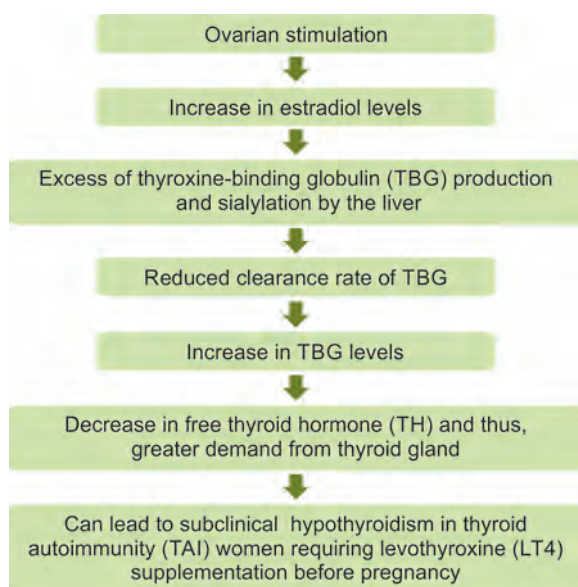 Ovarian stimulation
Increase in estradiol levels
Excess of thyroxine-binding globulin (TBG) production
and sialylation by the liver
Reduced clearance rate of TBG
Increase in TBG levels
Decrease in free thyroid hormone (TH) and thus,
greater demand from thyroid gland
Can lead to subclinical hypothyroidism in thyroid
autoimmunity (TAI) women requiring levothyroxine (LT4)
supplementation before pregnancy